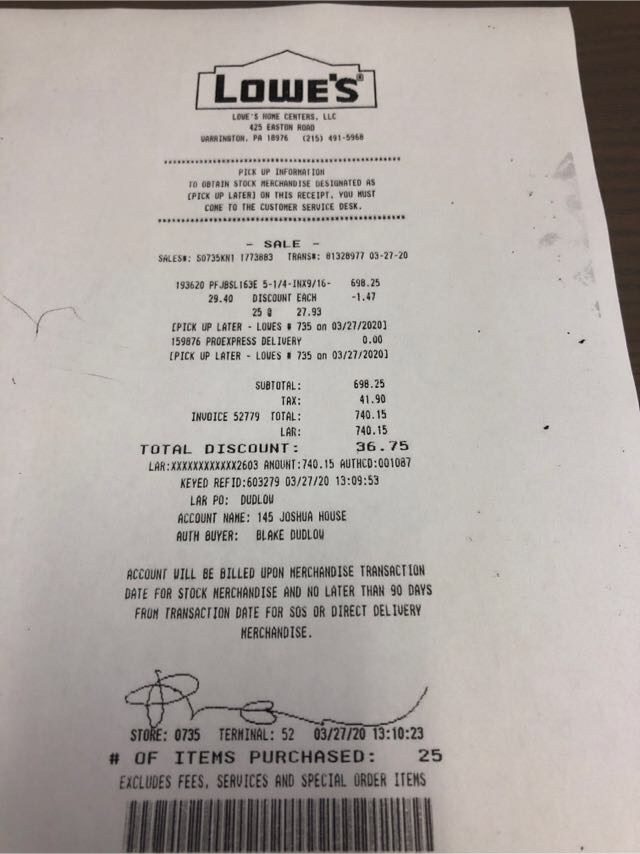 LOWE'S®
LOWE'S HOME CENTERS, LLC
425 EASTON ROAD
WARRINGTON, PA 18976 (215) 491-5968
****************************************************
PICK UP INFORMATION
TO OBTAIN STOCK MERCHANDISE DESIGNATED AS
[PICK UP LATER] ON THIS RECEIPT, YOU MUST
COME TO THE CUSTOMER SERVICE DESK.
****************************************************
- SALE -
SALES#: S0735KN1 1773883 TRANS#: 81328977 03-27-20
193620 PFJBSL163E 5-1/4-INX9/16- 698.25
29.40 DISCOUNT EACH -1.47
25 @ 27.93
[PICK UP LATER - LOWES # 735 on 03/27/2020]
159876 PROEXPRESS DELIVERY 0.00
[PICK UP LATER - LOWES # 735 on 03/27/2020]
SUBTOTAL: 698.25
TAX: 41.90
INVOICE 52779 TOTAL: 740.15
LAR: 740.15
TOTAL DISCOUNT: 36.75
LAR:XXXXXXXXXXXX2603 AMOUNT:740.15 AUTHCD:001087
KEYED REFID:603279 03/27/20 13:09:53
LAR PO: DUDLOW
ACCOUNT NAME: 145 JOSHUA HOUSE
AUTH BUYER: BLAKE DUDLOW
ACCOUNT WILL BE BILLED UPON MERCHANDISE TRANSACTION
DATE FOR STOCK MERCHANDISE AND NO LATER THAN 90 DAYS
FROM TRANSACTION DATE FOR SOS OR DIRECT DELIVERY
MERCHANDISE.
STORE: 0735 TERMINAL: 52 03/27/20 13:10:23
# OF ITEMS PURCHASED: 25
EXCLUDES FEES, SERVICES AND SPECIAL ORDER ITEMS